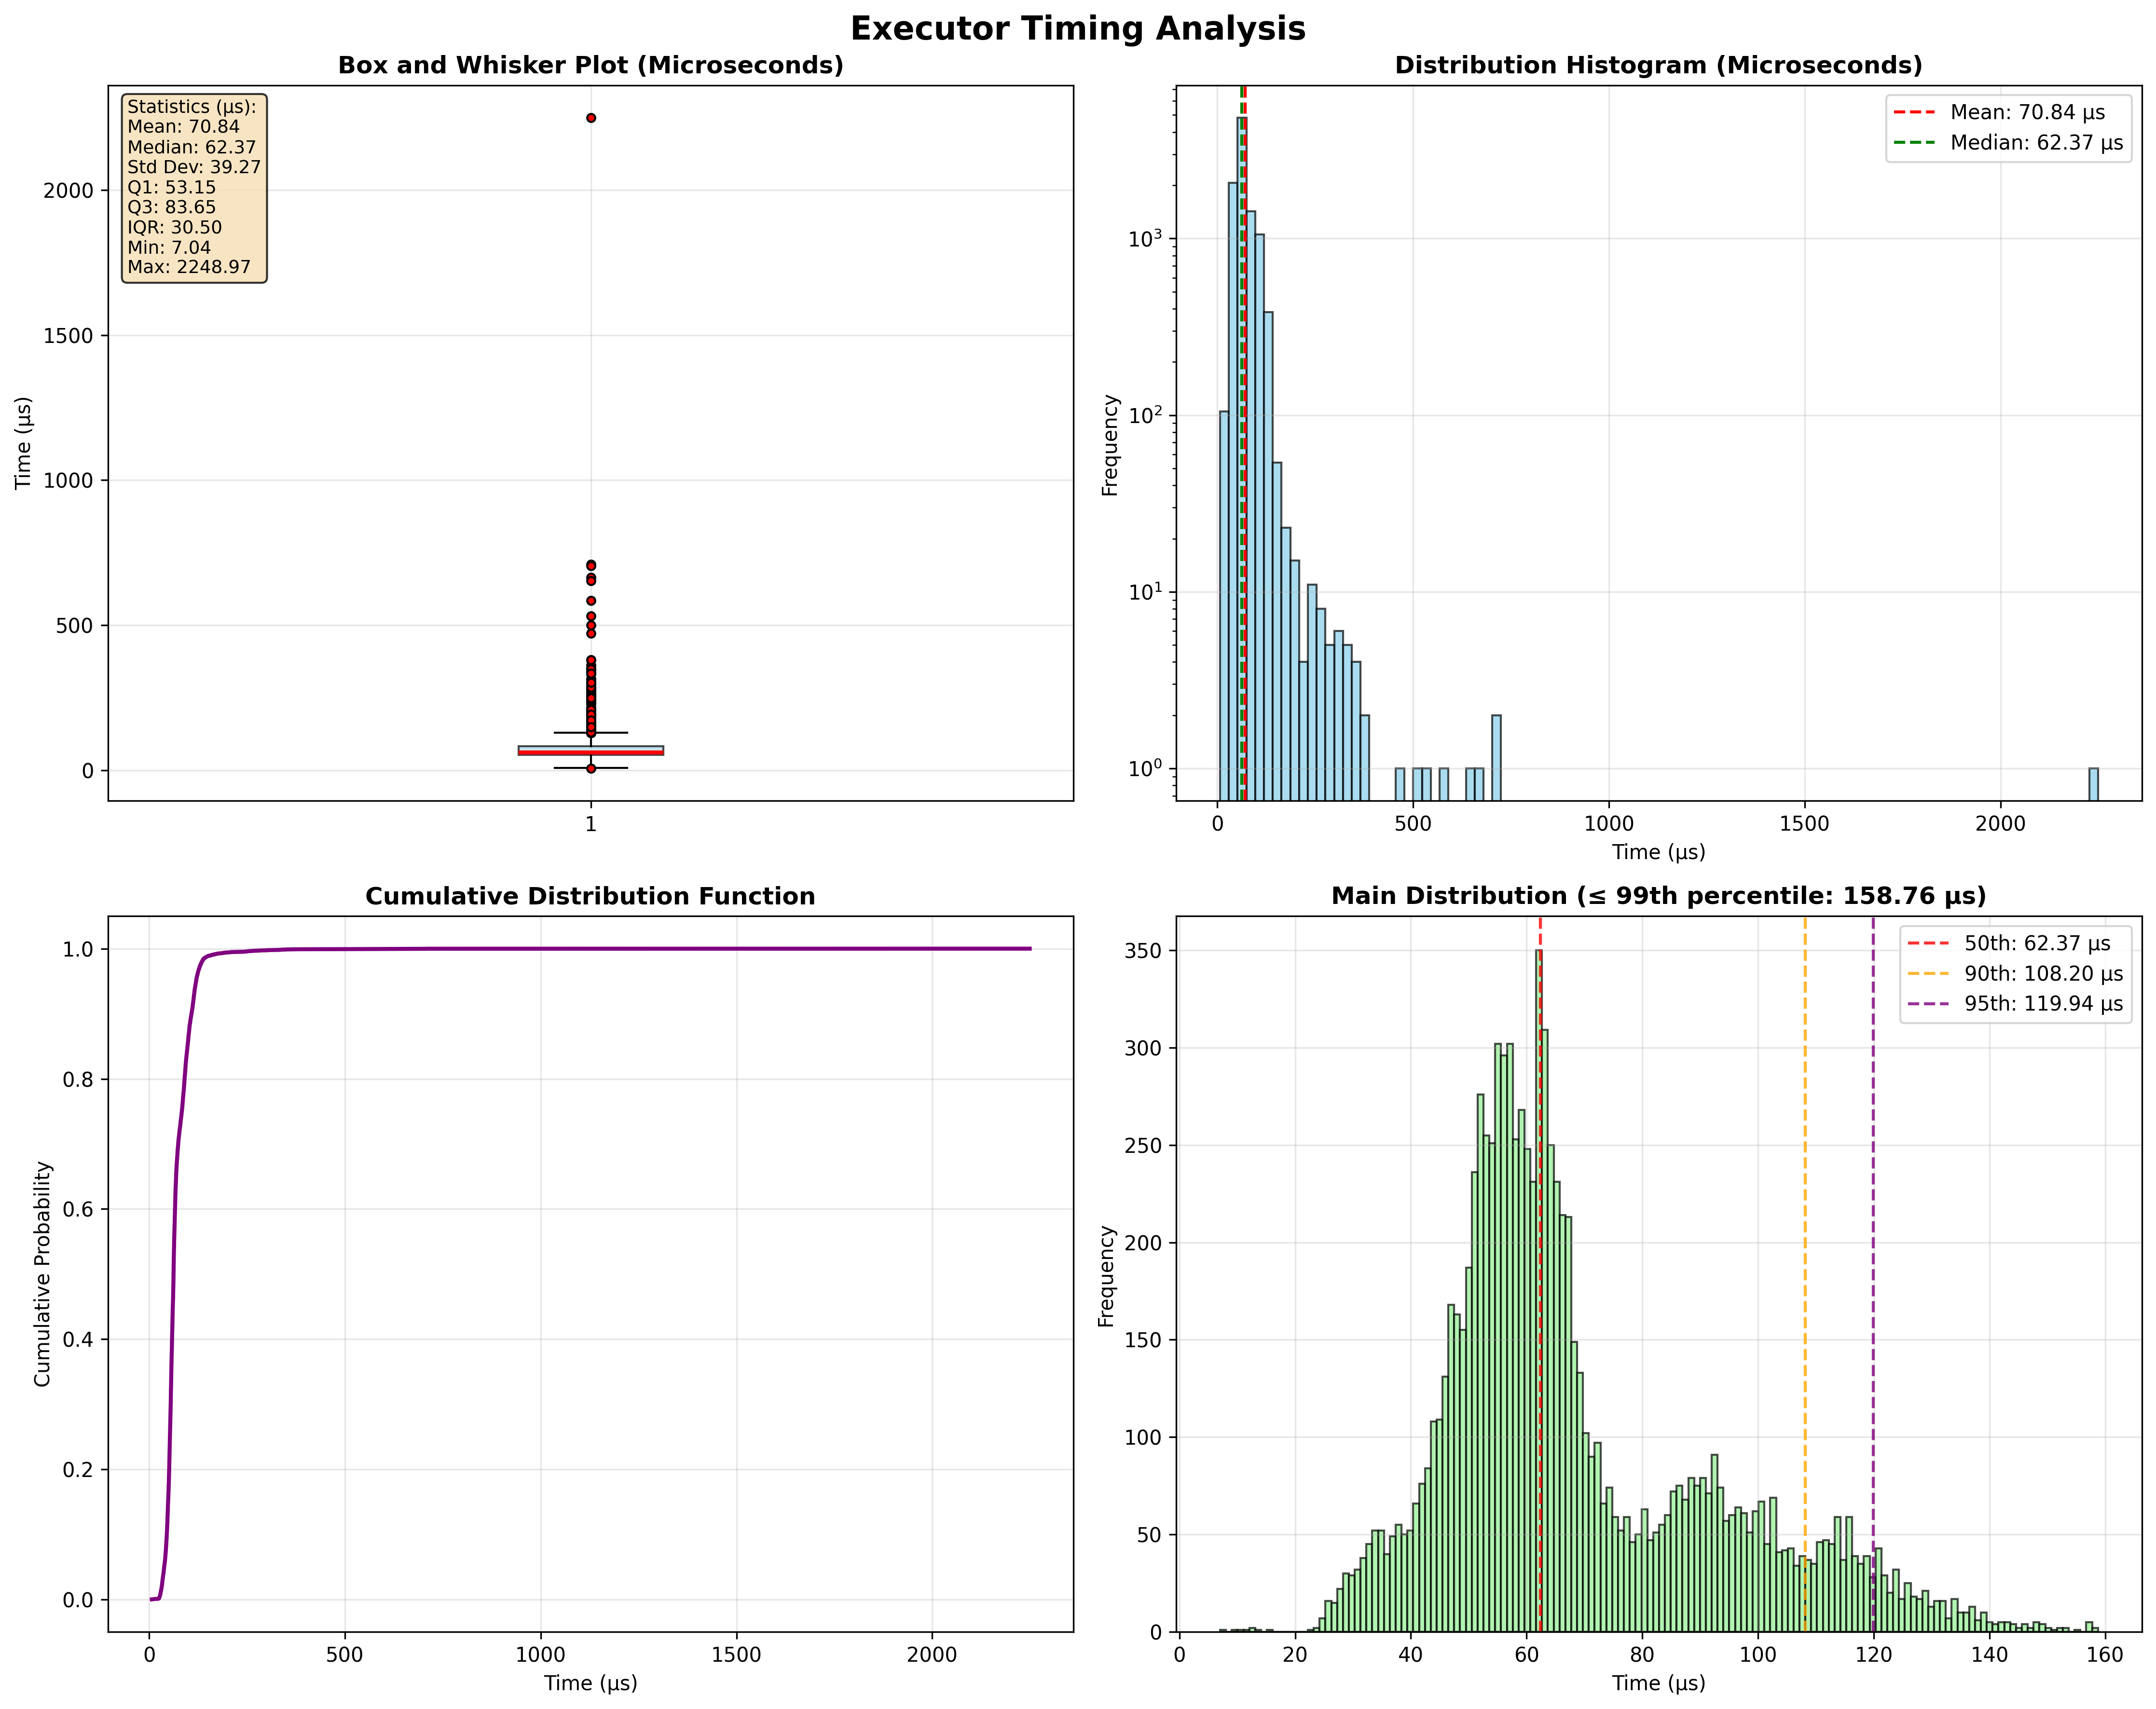 Executor Timing Analysis
Box and Whisker Plot (Microseconds)
Statistics (μs):
Mean: 70.84
Median: 62.37
Std Dev: 39.27
Q1: 53.15
Q3: 83.65
IQR: 30.50
Min: 7.04
Max: 2248.97
2000
1500
1000
500
0
Time (μs)
1
Distribution Histogram (Microseconds)
Mean: 70.84 μs
Median: 62.37 μs
10³
10²
10¹
10⁰
Frequency
0 500 1000 1500 2000
Time (μs)
Cumulative Distribution Function
1.0
0.8
0.6
0.4
0.2
0.0
Cumulative Probability
0 500 1000 1500 2000
Time (μs)
Main Distribution (≤ 99th percentile: 158.76 μs)
50th: 62.37 μs
90th: 108.20 μs
95th: 119.94 μs
350
300
250
200
150
100
50
0
Frequency
0 20 40 60 80 100 120 140 160
Time (μs)